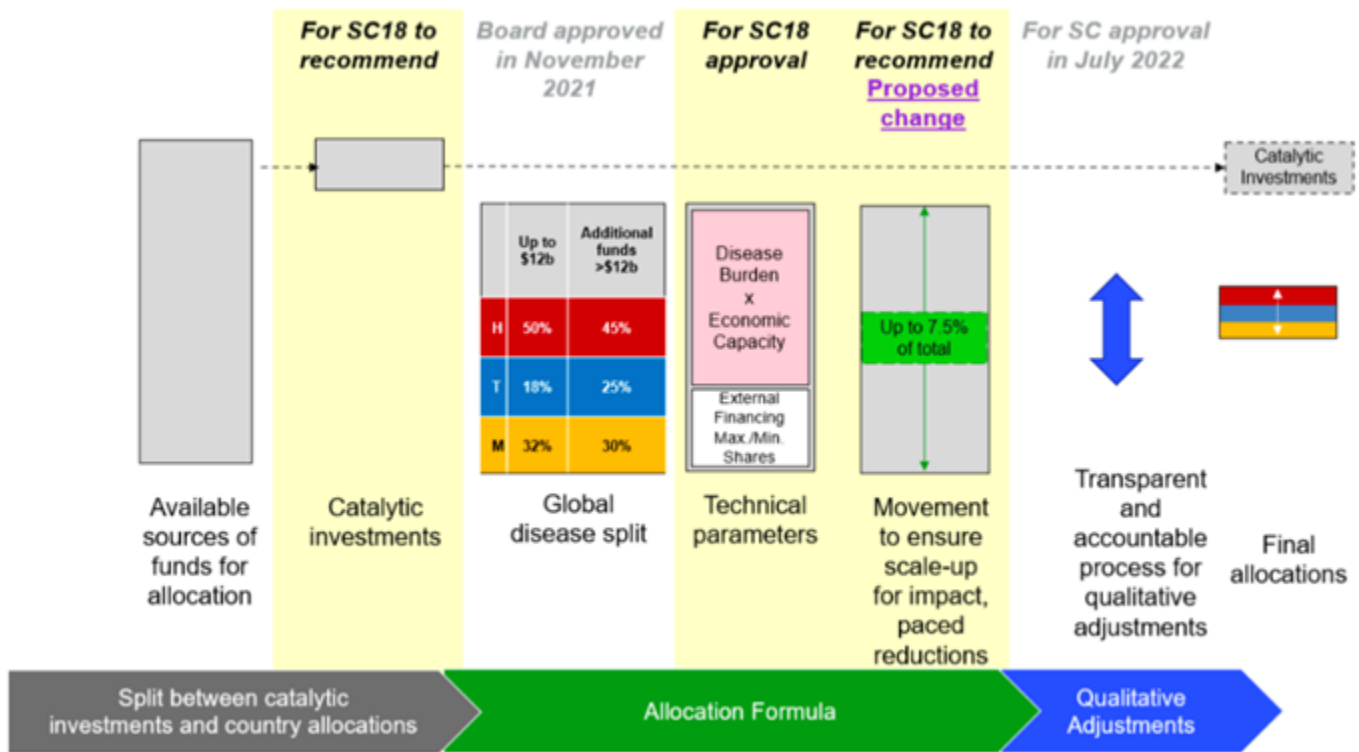 For SC18 to
recommend
Board approved
in November
2021
For SC18
approval
For SC18 to
recommend
Proposed
change
For SC approval
in July 2022
Catalytic
Investments
Up to
$12b
Additional
funds
>$12b
H 50% 45%
T 18% 25%
M 32% 30%
Disease
Burden
x
Economic
Capacity
External
Financing
Max./Min.
Shares
Up to 7.5%
of total
Available
sources of
funds for
allocation
Catalytic
investments
Global
disease split
Technical
parameters
Movement
to ensure
scale-up
for impact,
paced
reductions
Transparent
and
accountable
process for
qualitative
adjustments
Final
allocations
Split between catalytic
investments and country allocations
Allocation Formula
Qualitative
Adjustments